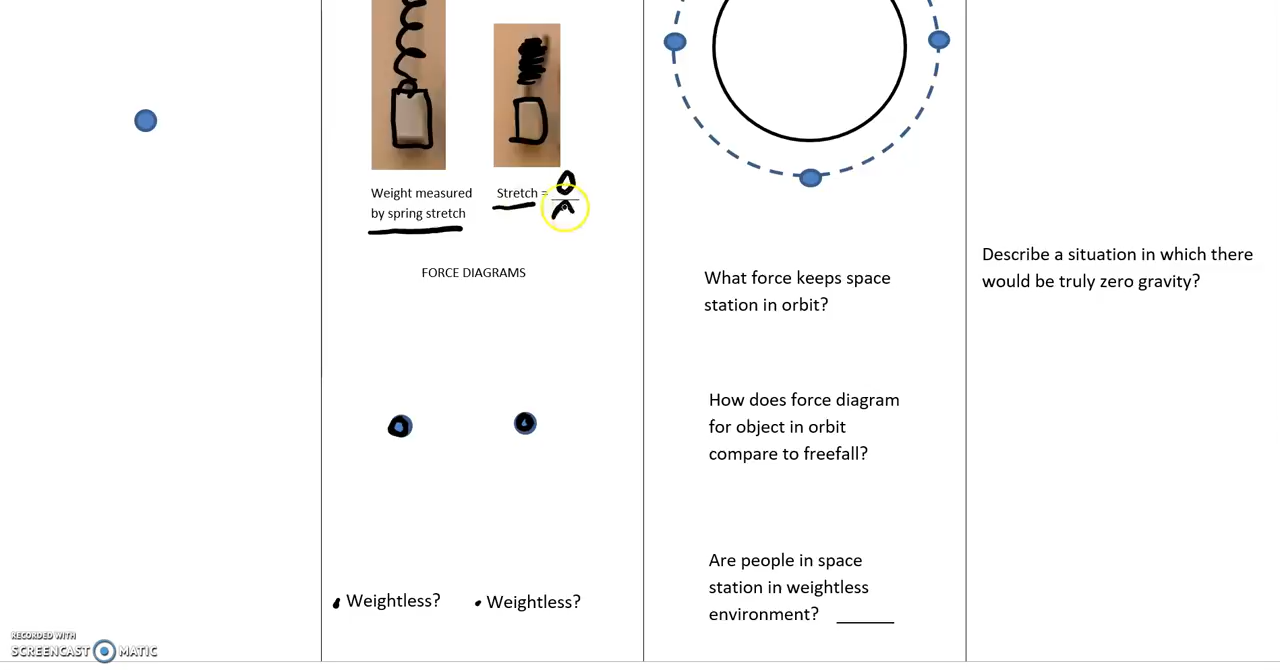 Weight measured
by spring stretch
Stretch = 0
FORCE DIAGRAMS
Weightless?
Weightless?
What force keeps space
station in orbit?
How does force diagram
for object in orbit
compare to freefall?
Are people in space
station in weightless
environment? ______
Describe a situation in which there
would be truly zero gravity?
RECORDED WITH
SCREENCAST MATIC